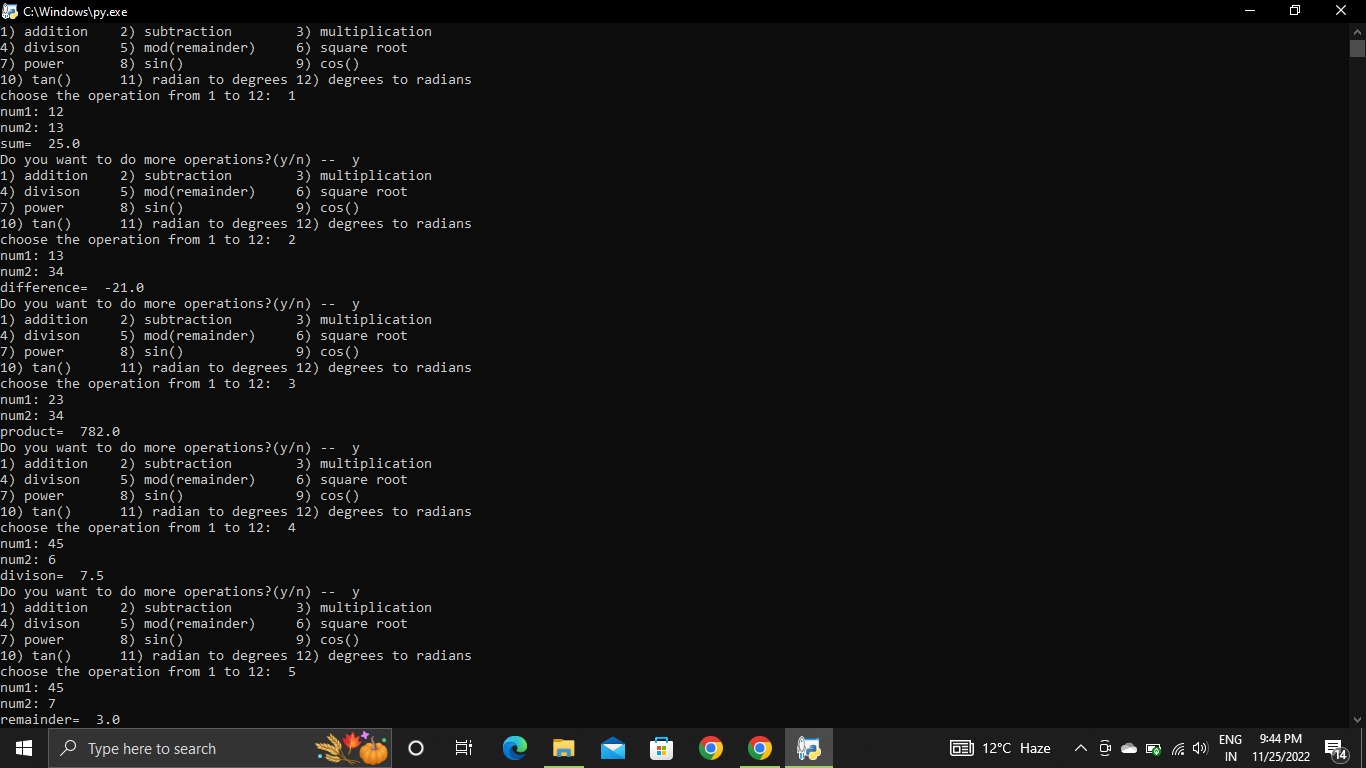 C:\Windows\py.exe
1) addition    2) subtraction        3) multiplication
4) divison     5) mod(remainder)     6) square root
7) power       8) sin()              9) cos()
10) tan()      11) radian to degrees 12) degrees to radians
choose the operation from 1 to 12:  1
num1: 12
num2: 13
sum=  25.0
Do you want to do more operations?(y/n) --  y
1) addition    2) subtraction        3) multiplication
4) divison     5) mod(remainder)     6) square root
7) power       8) sin()              9) cos()
10) tan()      11) radian to degrees 12) degrees to radians
choose the operation from 1 to 12:  2
num1: 13
num2: 34
difference=  -21.0
Do you want to do more operations?(y/n) --  y
1) addition    2) subtraction        3) multiplication
4) divison     5) mod(remainder)     6) square root
7) power       8) sin()              9) cos()
10) tan()      11) radian to degrees 12) degrees to radians
choose the operation from 1 to 12:  3
num1: 23
num2: 34
product=  782.0
Do you want to do more operations?(y/n) --  y
1) addition    2) subtraction        3) multiplication
4) divison     5) mod(remainder)     6) square root
7) power       8) sin()              9) cos()
10) tan()      11) radian to degrees 12) degrees to radians
choose the operation from 1 to 12:  4
num1: 45
num2: 6
divison=  7.5
Do you want to do more operations?(y/n) --  y
1) addition    2) subtraction        3) multiplication
4) divison     5) mod(remainder)     6) square root
7) power       8) sin()              9) cos()
10) tan()      11) radian to degrees 12) degrees to radians
choose the operation from 1 to 12:  5
num1: 45
num2: 7
remainder=  3.0
Type here to search
12°C Haze
ENG
IN
9:44 PM
11/25/2022
14